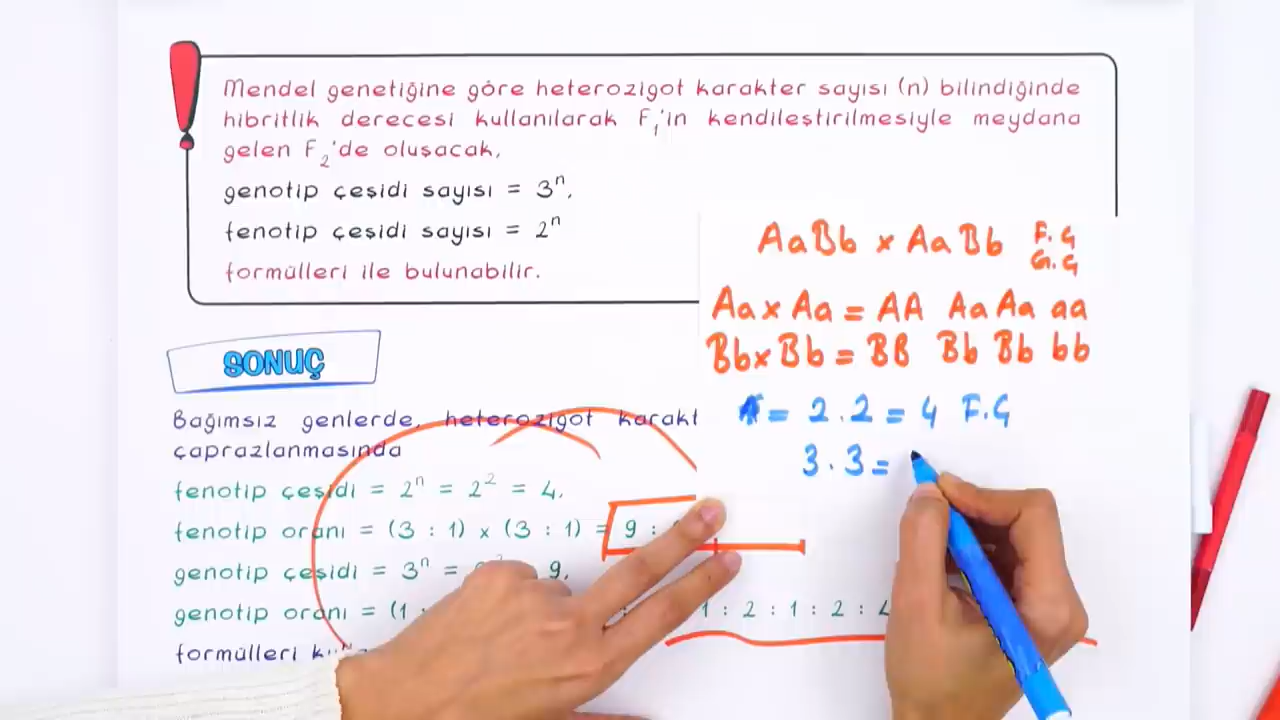 Mendel genetiğine göre heterozigot karakter sayısı (n) bilindiğinde
hibritlik derecesi kullanılarak F₁'in kendileştirilmesiyle meydana
gelen F₂'de oluşacak,
genotip çeşidi sayısı = 3ⁿ,
fenotip çeşidi sayısı = 2ⁿ
formülleri ile bulunabilir.
AaBb x AaBb F.Ç
G.Ç
Aa x Aa = AA Aa Aa aa
Bb x Bb = BB Bb Bb bb
= 2.2 = 4 F.Ç
3.3 =
SONUÇ
Bağımsız genlerde, heterozigot
çaprazlanmasında
fenotip çeşidi = 2ⁿ = 2² = 4,
fenotip oranı = (3 : 1) x (3 : 1) = 9 :
genotip çeşidi = 3ⁿ = 9,
genotip oranı = (1 1 : 2 : 1 : 2 :
formülleri